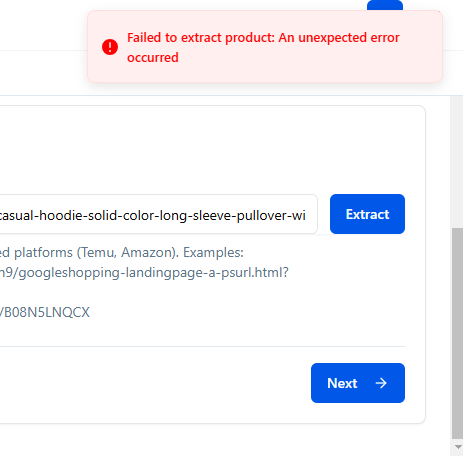 Failed to extract product: An unexpected error
occurred
casual-hoodie-solid-color-long-sleeve-pullover-wi
Extract
ed platforms (Temu, Amazon). Examples:
n9/googleshopping-landingpage-a-psurl.html?
/B08N5LNQCX
Next